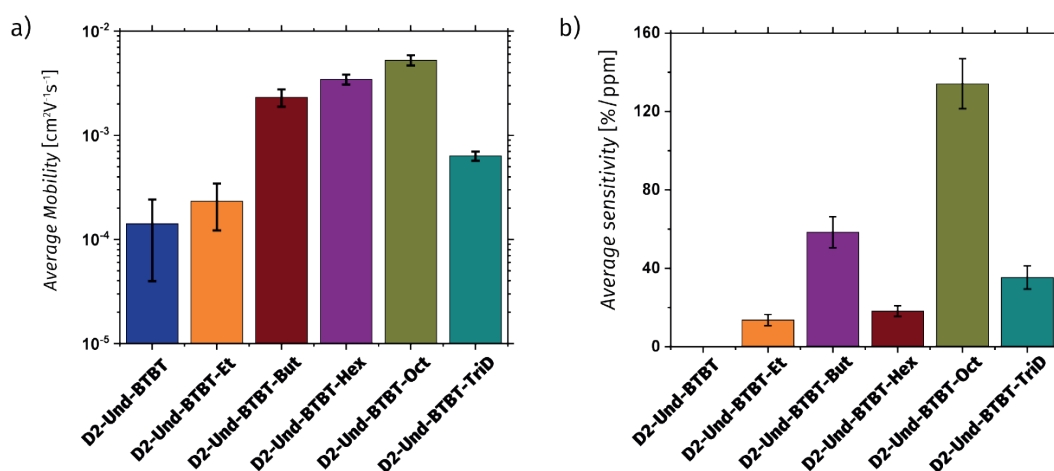 a)
Average Mobility [cm²V⁻¹s⁻¹]
10⁻²
10⁻³
10⁻⁴
10⁻⁵
D2-Und-BTBT
D2-Und-BTBT-Et
D2-Und-BTBT-But
D2-Und-BTBT-Hex
D2-Und-BTBT-Oct
D2-Und-BTBT-TriD
b)
Average sensitivity [%/ppm]
160
120
80
40
0
D2-Und-BTBT
D2-Und-BTBT-Et
D2-Und-BTBT-But
D2-Und-BTBT-Hex
D2-Und-BTBT-Oct
D2-Und-BTBT-TriD